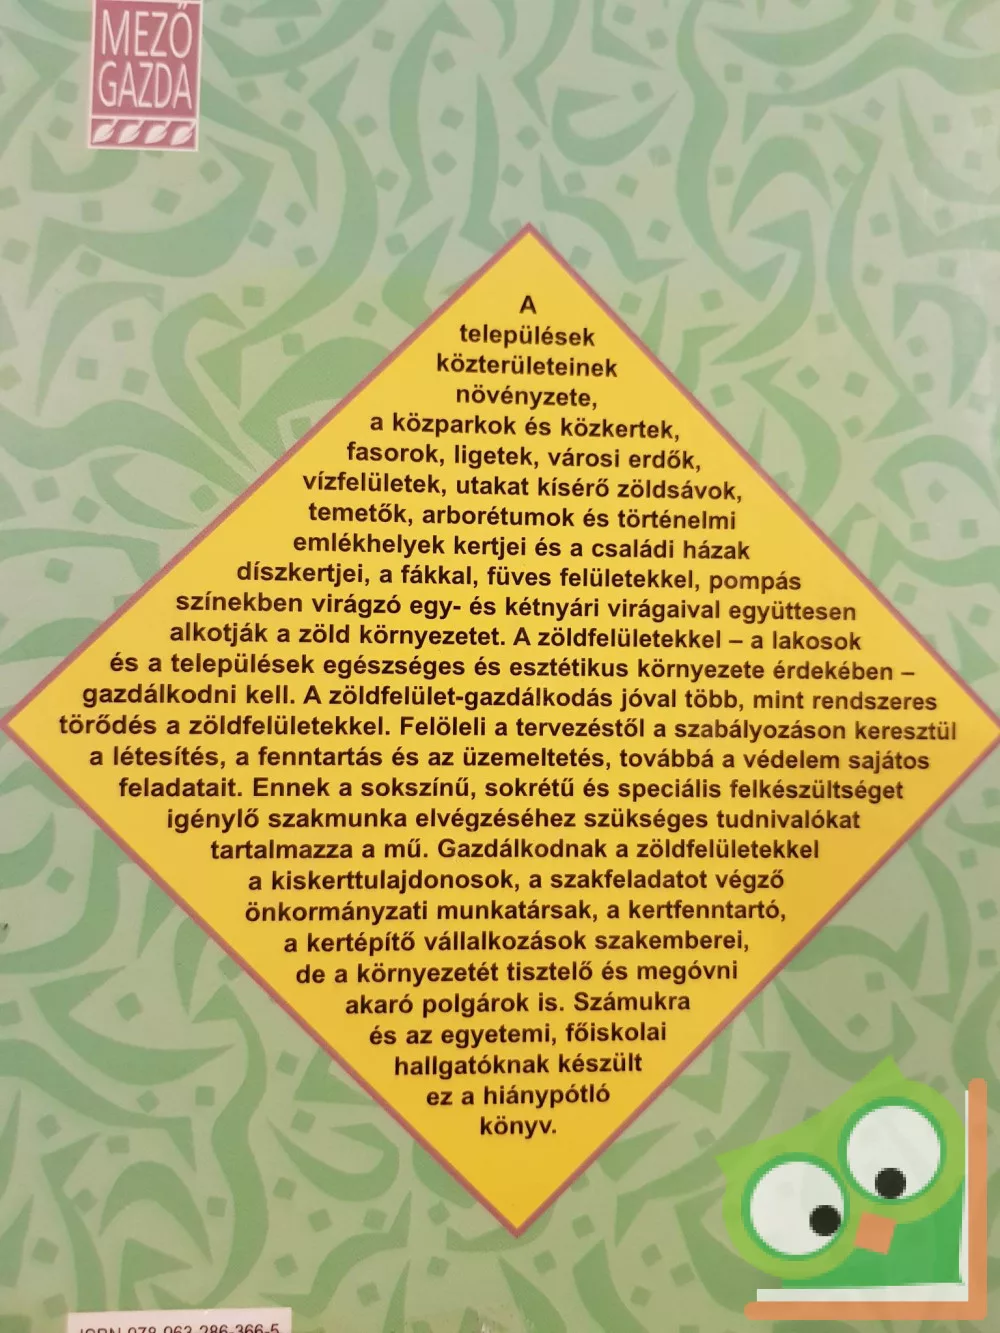 MEZŐ
GAZDA
A
települések
közterületeinek
növényzete,
a közparkok és közkertek,
fasorok, ligetek, városi erdők,
vízfelületek, utakat kísérő zöldsávok,
temetők, arborétumok és történelmi
emlékhelyek kertjei és a családi házak
díszkertjei, a fákkal, füves felületekkel, pompás
színekben virágzó egy- és kétnyári virágaival együttesen
alkotják a zöld környezetet. A zöldfelületekkel – a lakosok
és a települések egészséges és esztétikus környezete érdekében –
gazdálkodni kell. A zöldfelület-gazdálkodás jóval több, mint rendszeres
törődés a zöldfelületekkel. Felöleli a tervezéstől a szabályozáson keresztül
a létesítés, a fenntartás és az üzemeltetés, továbbá a védelem sajátos
feladatait. Ennek a sokszínű, sokrétű és speciális felkészültséget
igénylő szakmunka elvégzéséhez szükséges tudnivalókat
tartalmazza a mű. Gazdálkodnak a zöldfelületekkel
a kiskerttulajdonosok, a szakfeladatot végző
önkormányzati munkatársak, a kertfenntartó,
a kertépítő vállalkozások szakemberei,
de a környezetét tisztelő és megóvni
akaró polgárok is. Számukra
és az egyetemi, főiskolai
hallgatóknak készült
ez a hiánypótló
könyv.
ISBN 978-963-286-366-5